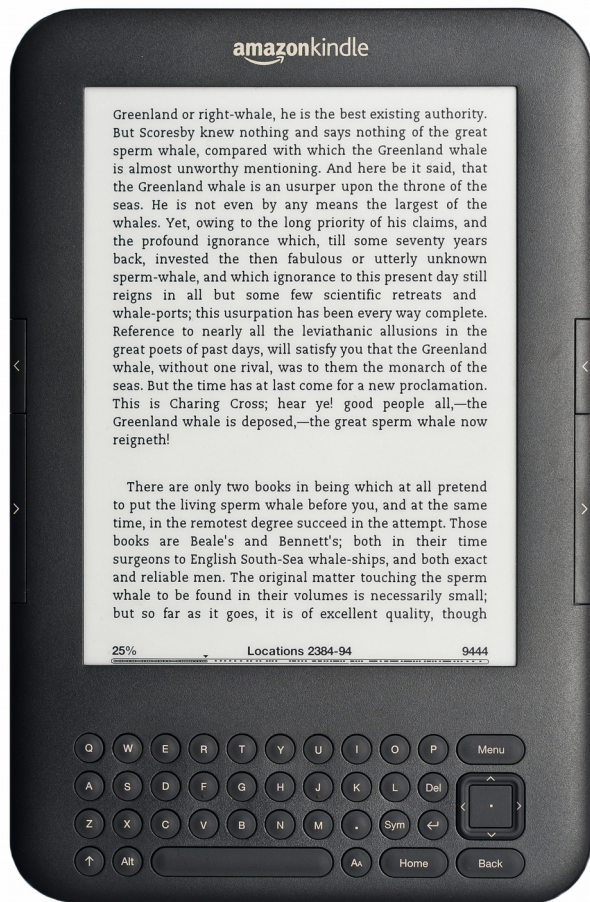 amazonkindle
Greenland or right-whale, he is the best existing authority.
But Scoresby knew nothing and says nothing of the great
sperm whale, compared with which the Greenland whale
is almost unworthy mentioning. And here be it said, that
the Greenland whale is an usurper upon the throne of the
seas. He is not even by any means the largest of the
whales. Yet, owing to the long priority of his claims, and
the profound ignorance which, till some seventy years
back, invested the then fabulous or utterly unknown
sperm-whale, and which ignorance to this present day still
reigns in all but some few scientific retreats and
whale-ports; this usurpation has been every way complete.
Reference to nearly all the leviathanic allusions in the
great poets of past days, will satisfy you that the Greenland
whale, without one rival, was to them the monarch of the
seas. But the time has at last come for a new proclamation.
This is Charing Cross; hear ye! good people all,—the
Greenland whale is deposed,—the great sperm whale now
reigneth!
There are only two books in being which at all pretend
to put the living sperm whale before you, and at the same
time, in the remotest degree succeed in the attempt. Those
books are Beale's and Bennett's; both in their time
surgeons to English South-Sea whale-ships, and both exact
and reliable men. The original matter touching the sperm
whale to be found in their volumes is necessarily small;
but so far as it goes, it is of excellent quality, though
25% Locations 2384-94 9444
Q W E R T Y U I O P Menu
A S D F G H J K L Del
Z X C V B N M . Sym
Alt AA Home Back